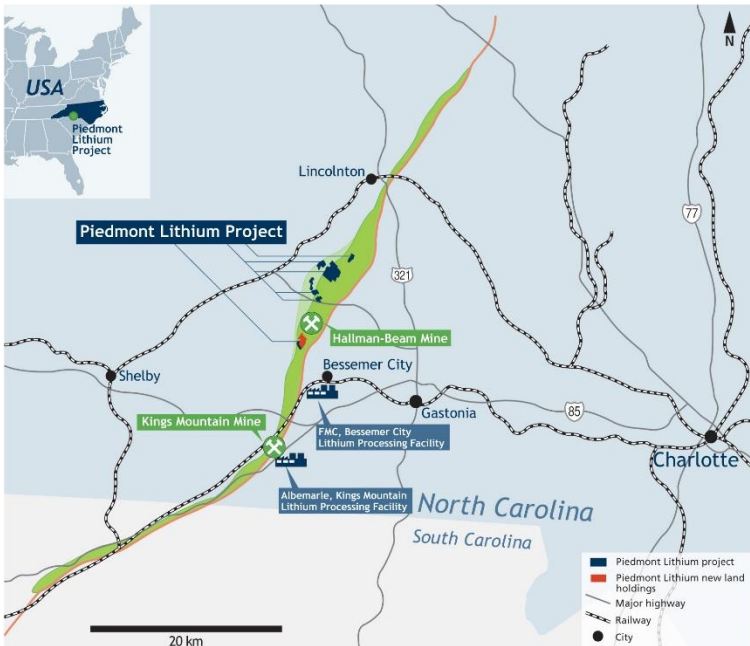 USA
Piedmont
Lithium
Project
N
Lincolnton
77
Piedmont Lithium Project
321
Hallman-Beam Mine
Bessemer City
Shelby
Gastonia
85
Kings Mountain Mine
FMC, Bessemer City
Lithium Processing Facility
Charlotte
Albemarle, Kings Mountain
Lithium Processing Facility
North Carolina
South Carolina
Piedmont Lithium project
Piedmont Lithium new land
holdings
Major highway
Railway
City
20 km